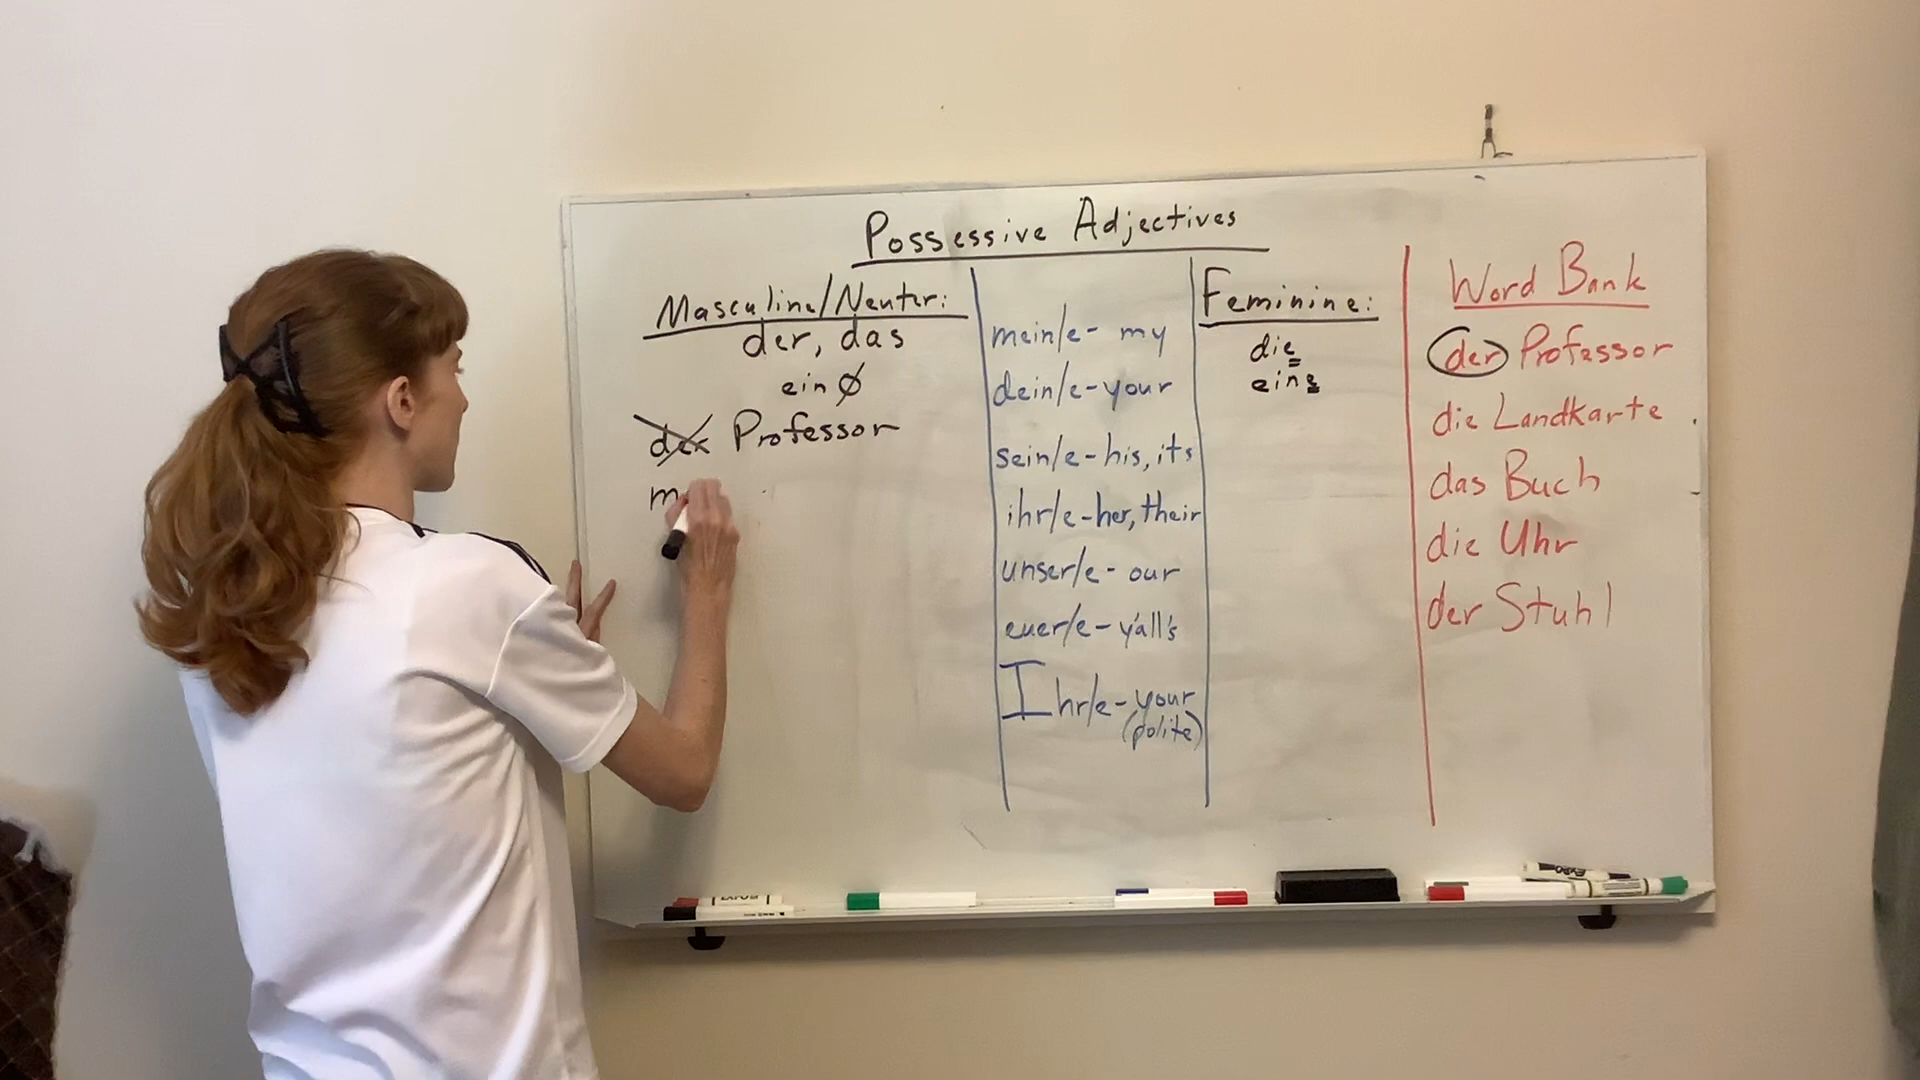 Possessive Adjectives
Masculine/Neuter:
der, das
ein ∅
der Professor
m
mein/e- my
dein/e-your
sein/e-his, its
ihr/e-her, their
unser/e- our
euer/e- y'all's
Ihr/e-your
(polite)
Feminine:
die
eine
Word Bank
der Professor
die Landkarte
das Buch
die Uhr
der Stuhl
EXPO